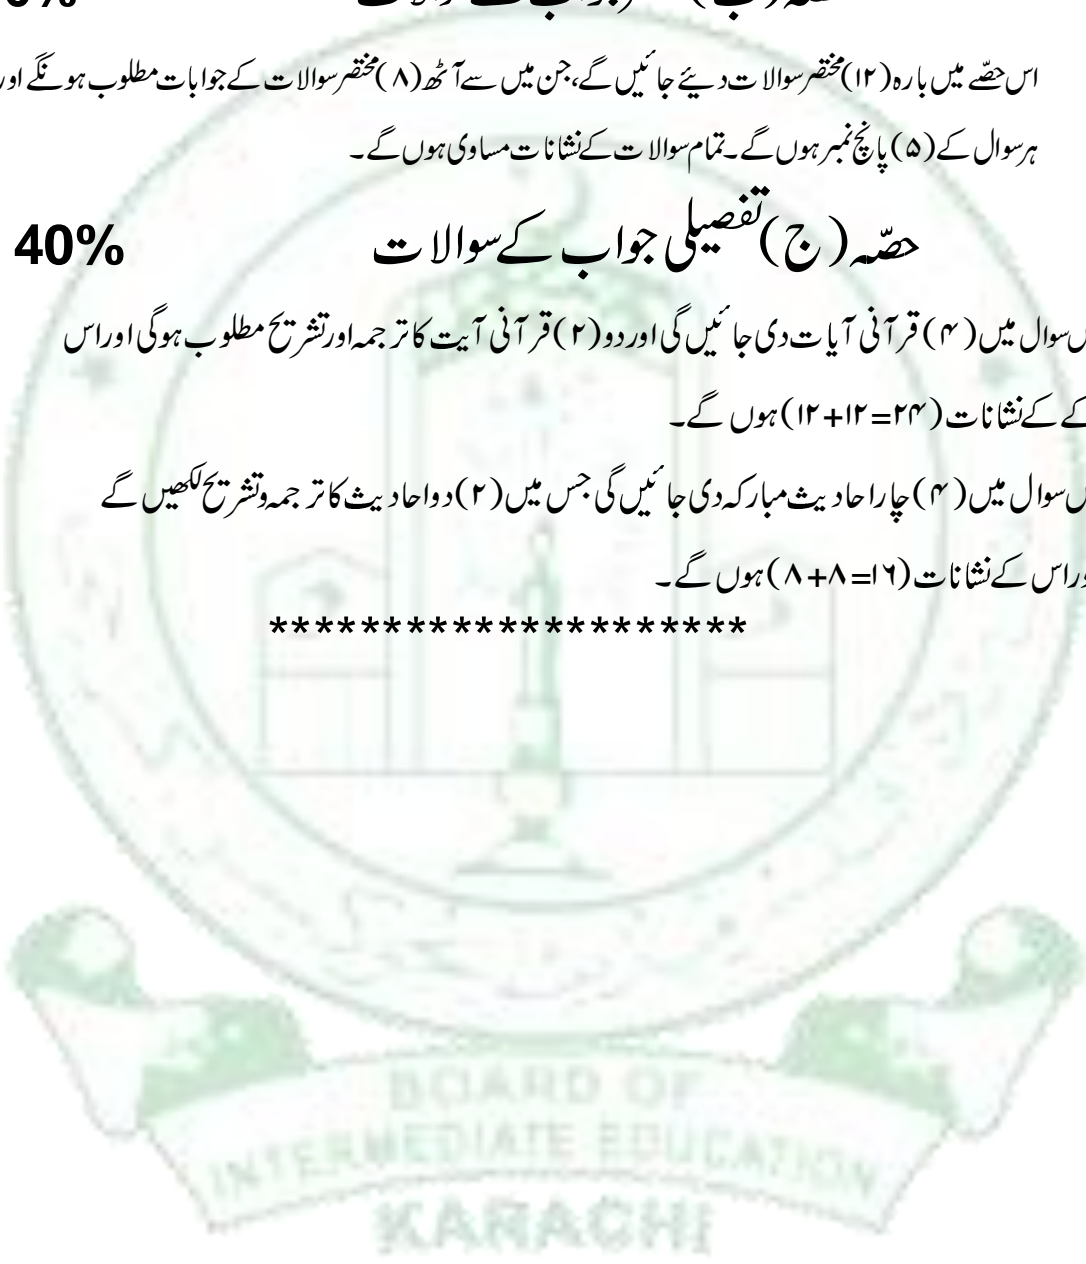 اس حصّے میں بارہ (۱۲) مختصر سوالات دیئے جائیں گے، جن میں سے آٹھ (۸) مختصر سوالات کے جوابات مطلوب ہونگے اور
ہر سوال کے (۵) پانچ نمبر ہوں گے۔ تمام سوالات کے نشانات مساوی ہوں گے۔
حصّہ (ج) تفصیلی جواب کے سوالات 40%
سوال میں (۴) قرآنی آیات دی جائیں گی اور دو (۲) قرآنی آیت کا ترجمہ اور تشریح مطلوب ہوگی اور اس
کے کے نشانات (۲۴=۱۲+۱۲) ہوں گے۔
سوال میں (۴) چار احادیث مبارکہ دی جائیں گی جس میں (۲) دو احادیث کا ترجمہ و تشریح لکھیں گے
اس کے نشانات (۱۶=۸+۸) ہوں گے۔
*********************
BOARD OF
INTERMEDIATE EDUCATION
KARACHI